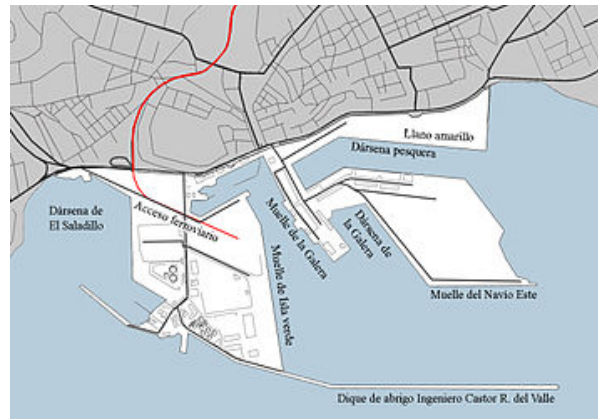 Llano amarillo
Dársena pesquera
Dársena de
El Saladillo
Acceso ferroviario
Muelle de la Galera
Dársena de
la Galera
Muelle de Isla verde
Muelle del Navío Este
Dique de abrigo Ingeniero Castor R. del Valle